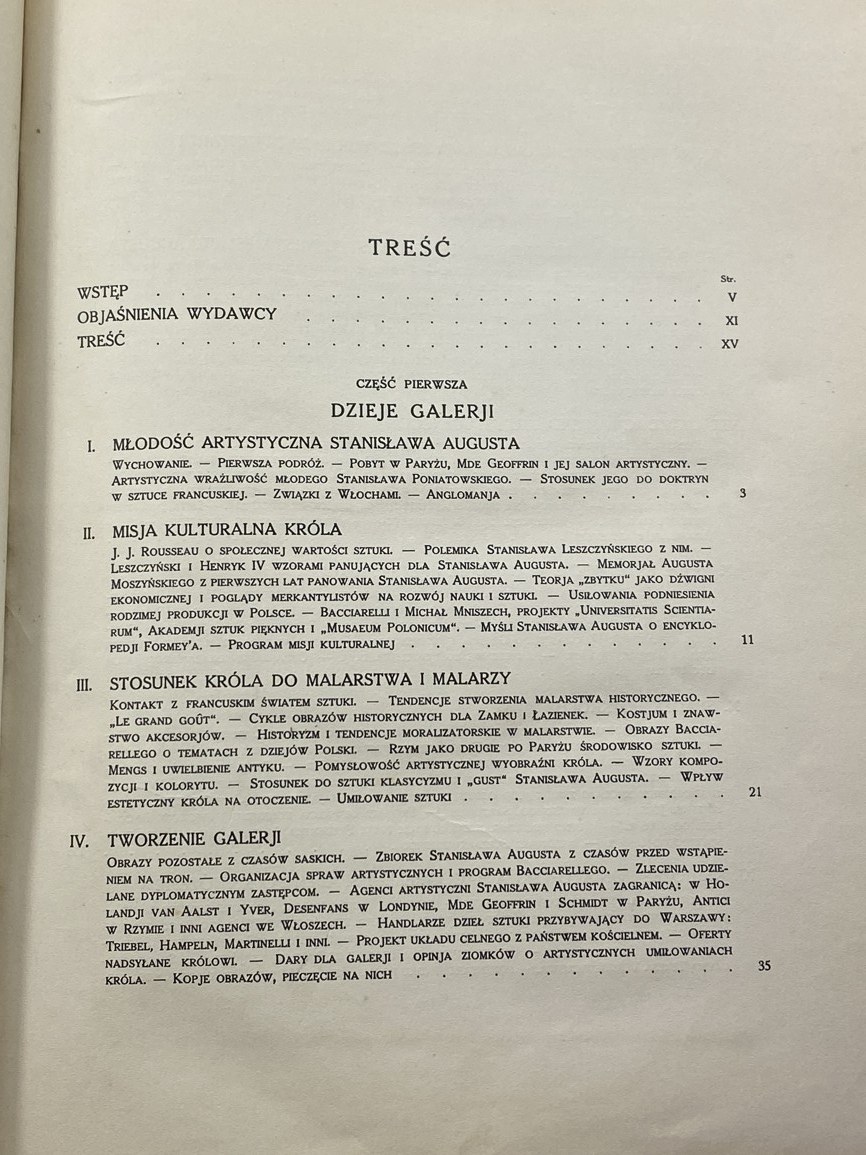 TREŚĆ
Str.
WSTĘP . . . . . . . . . . . . . . . . . . . . . . V
OBJAŚNIENIA WYDAWCY . . . . . . . . . . . . . . . XI
TREŚĆ . . . . . . . . . . . . . . . . . . . . . . XV
CZĘŚĆ PIERWSZA
DZIEJE GALERJI
I. MŁODOŚĆ ARTYSTYCZNA STANISŁAWA AUGUSTA
Wychowanie. — Pierwsza podróż. — Pobyt w Paryżu, Mde Geoffrin i jej salon artystyczny. —
Artystyczna wrażliwość młodego Stanisława Poniatowskiego. — Stosunek jego do doktryn
w sztuce francuskiej. — Związki z Włochami. — Anglomanja . . . . . . . . . 3
II. MISJA KULTURALNA KRÓLA
J. J. Rousseau o społecznej wartości sztuki. — Polemika Stanisława Leszczyńskiego z nim. —
Leszczyński i Henryk IV wzorami panujących dla Stanisława Augusta. — Memorjał Augusta
Moszyńskiego z pierwszych lat panowania Stanisława Augusta. — Teorja „zbytku" jako dźwigni
ekonomicznej i poglądy merkantylistów na rozwój nauki i sztuki. — Usiłowania podniesienia
rodzimej produkcji w Polsce. — Bacciarelli i Michał Mniszech, projekty „Universitatis Scientia-
rum", Akademji sztuk pięknych i „Musaeum Polonicum". — Myśli Stanisława Augusta o encyklo-
pedji Formey'a. — Program misji kulturalnej . . . . . . . . . . . 11
III. STOSUNEK KRÓLA DO MALARSTWA I MALARZY
Kontakt z francuskim światem sztuki. — Tendencje stworzenia malarstwa historycznego. —
„Le grand goût". — Cykle obrazów historycznych dla Zamku i Łazienek. — Kostjum i znaw-
stwo akcesorjów. — Historyzm i tendencje moralizatorskie w malarstwie. — Obrazy Baccia-
rellego o tematach z dziejów Polski. — Rzym jako drugie po Paryżu środowisko sztuki. —
Mengs i uwielbienie antyku. — Pomysłowość artystycznej wyobraźni króla. — Wzory kompo-
zycji i kolorytu. — Stosunek do sztuki klasycyzmu i „gust" Stanisława Augusta. — Wpływ
estetyczny króla na otoczenie. — Umiłowanie sztuki . . . . . . . . . . 21
IV. TWORZENIE GALERJI
Obrazy pozostałe z czasów saskich. — Zbiorek Stanisława Augusta z czasów przed wstąpie-
niem na tron. — Organizacja spraw artystycznych i program Bacciarellego. — Zlecenia udzie-
lane dyplomatycznym zastępcom. — Agenci artystyczni Stanisława Augusta zagranicą: w Ho-
landji van Aalst i Yver, Desenfans w Londynie, Mde Geoffrin i Schmidt w Paryżu, Antici
w Rzymie i inni agenci we Włoszech. — Handlarze dzieł sztuki przybywający do Warszawy:
Triebel, Hampeln, Martinelli i inni. — Projekt układu celnego z państwem kościelnem. — Oferty
nadsyłane królowi. — Dary dla galerji i opinja ziomków o artystycznych umiłowaniach
króla. — Kopje obrazów, pieczęcie na nich . . . . . . . . . . . . . 35